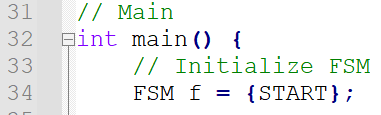 31 // Main
32 int main() {
33 // Initialize FSM
34 FSM f = {START};